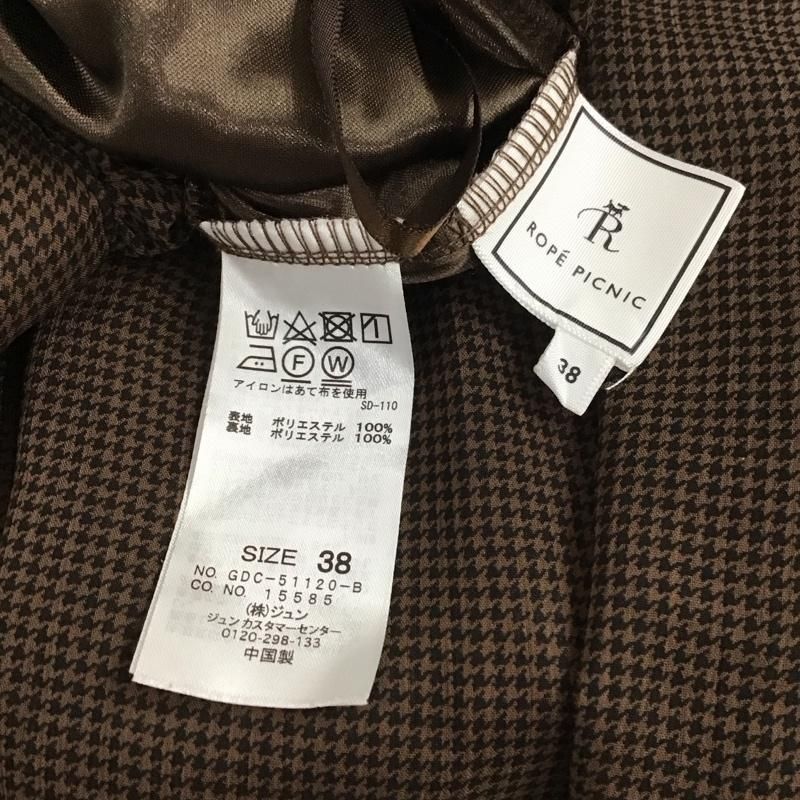 R
ROPÉ PICNIC
38
F W
アイロンはあて布を使用
SD-110
表地 ポリエステル 100%
裏地 ポリエステル 100%
SIZE 38
NO. GDC-51120-B
CO. NO. 15585
(株)ジュン
ジュン カスタマーセンター
0120-298-133
中国製